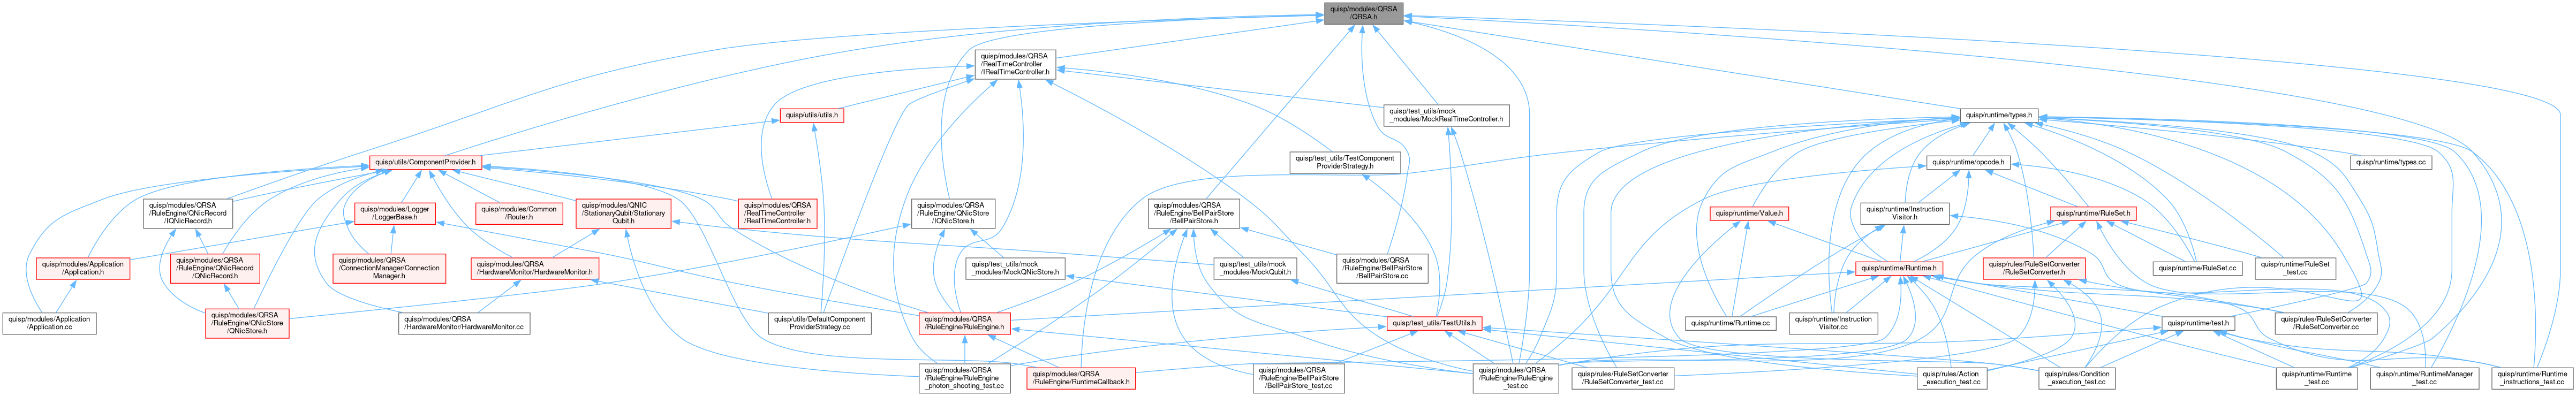 quisp/modules/QRSA
/QRSA.h
quisp/modules/QRSA
/RealTimeController
/IRealTimeController.h
quisp/utils/utils.h
quisp/test_utils/mock
_modules/MockRealTimeController.h
quisp/runtime/types.h
quisp/utils/ComponentProvider.h
quisp/test_utils/TestComponent
ProviderStrategy.h
quisp/runtime/opcode.h
quisp/runtime/types.cc
quisp/modules/QRSA
/RuleEngine/QNicRecord
/IQNicRecord.h
quisp/modules/Logger
/LoggerBase.h
quisp/modules/Common
/Router.h
quisp/modules/QNIC
/StationaryQubit/Stationary
Qubit.h
quisp/modules/QRSA
/RealTimeController
/RealTimeController.h
quisp/modules/QRSA
/RuleEngine/QNicStore
/IQNicStore.h
quisp/modules/QRSA
/RuleEngine/BellPairStore
/BellPairStore.h
quisp/runtime/Value.h
quisp/runtime/Instruction
Visitor.h
quisp/runtime/RuleSet.h
quisp/modules/Application
/Application.h
quisp/modules/QRSA
/RuleEngine/QNicRecord
/QNicRecord.h
quisp/modules/QRSA
/ConnectionManager/Connection
Manager.h
quisp/modules/QRSA
/HardwareMonitor/HardwareMonitor.h
quisp/test_utils/mock
_modules/MockQNicStore.h
quisp/test_utils/mock
_modules/MockQubit.h
quisp/modules/QRSA
/RuleEngine/BellPairStore
/BellPairStore.cc
quisp/runtime/Runtime.h
quisp/rules/RuleSetConverter
/RuleSetConverter.h
quisp/runtime/RuleSet.cc
quisp/runtime/RuleSet
_test.cc
quisp/modules/Application
/Application.cc
quisp/modules/QRSA
/RuleEngine/QNicStore
/QNicStore.h
quisp/modules/QRSA
/HardwareMonitor/HardwareMonitor.cc
quisp/utils/DefaultComponent
ProviderStrategy.cc
quisp/modules/QRSA
/RuleEngine/RuleEngine.h
quisp/test_utils/TestUtils.h
quisp/runtime/Runtime.cc
quisp/runtime/Instruction
Visitor.cc
quisp/runtime/test.h
quisp/rules/RuleSetConverter
/RuleSetConverter.cc
quisp/modules/QRSA
/RuleEngine/RuleEngine
_photon_shooting_test.cc
quisp/modules/QRSA
/RuleEngine/RuntimeCallback.h
quisp/modules/QRSA
/RuleEngine/BellPairStore
/BellPairStore_test.cc
quisp/modules/QRSA
/RuleEngine/RuleEngine
_test.cc
quisp/rules/RuleSetConverter
/RuleSetConverter_test.cc
quisp/rules/Action
_execution_test.cc
quisp/rules/Condition
_execution_test.cc
quisp/runtime/Runtime
_test.cc
quisp/runtime/RuntimeManager
_test.cc
quisp/runtime/Runtime
_instructions_test.cc